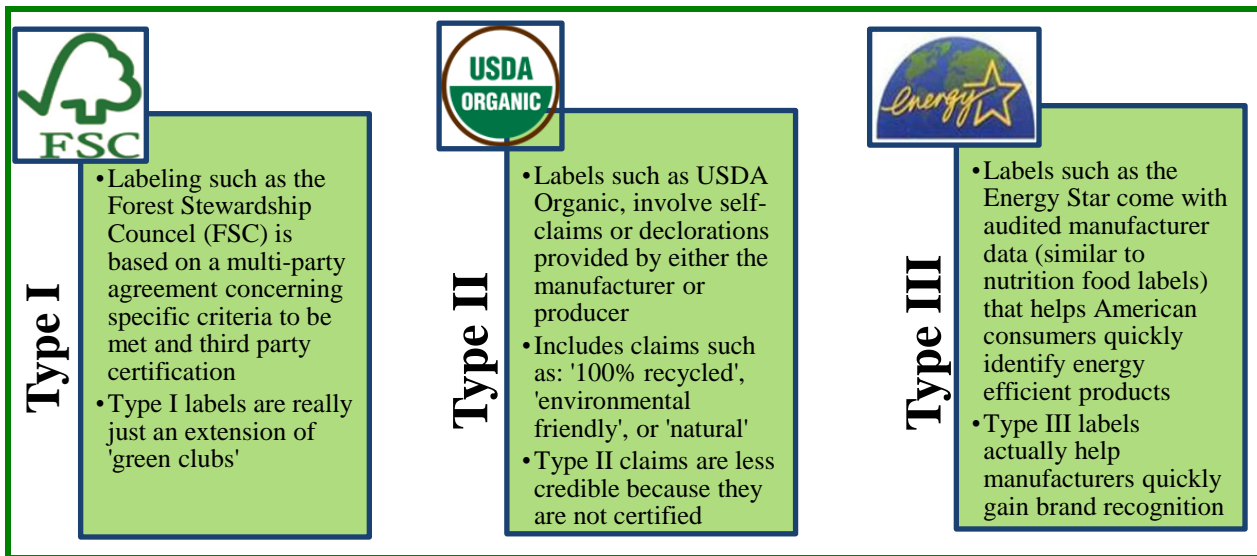 FSC
Type I
•Labeling such as the
Forest Stewardship
Councel (FSC) is
based on a multi-party
agreement concerning
specific criteria to be
met and third party
certification
•Type I labels are really
just an extension of
'green clubs'
USDA
ORGANIC
Type II
•Labels such as USDA
Organic, involve self-
claims or declorations
provided by either the
manufacturer or
producer
•Includes claims such
as: '100% recycled',
'environmental
friendly', or 'natural'
•Type II claims are less
credible because they
are not certified
energy
Type III
•Labels such as the
Energy Star come with
audited manufacturer
data (similar to
nutrition food labels)
that helps American
consumers quickly
identify energy
efficient products
•Type III labels
actually help
manufacturers quickly
gain brand recognition